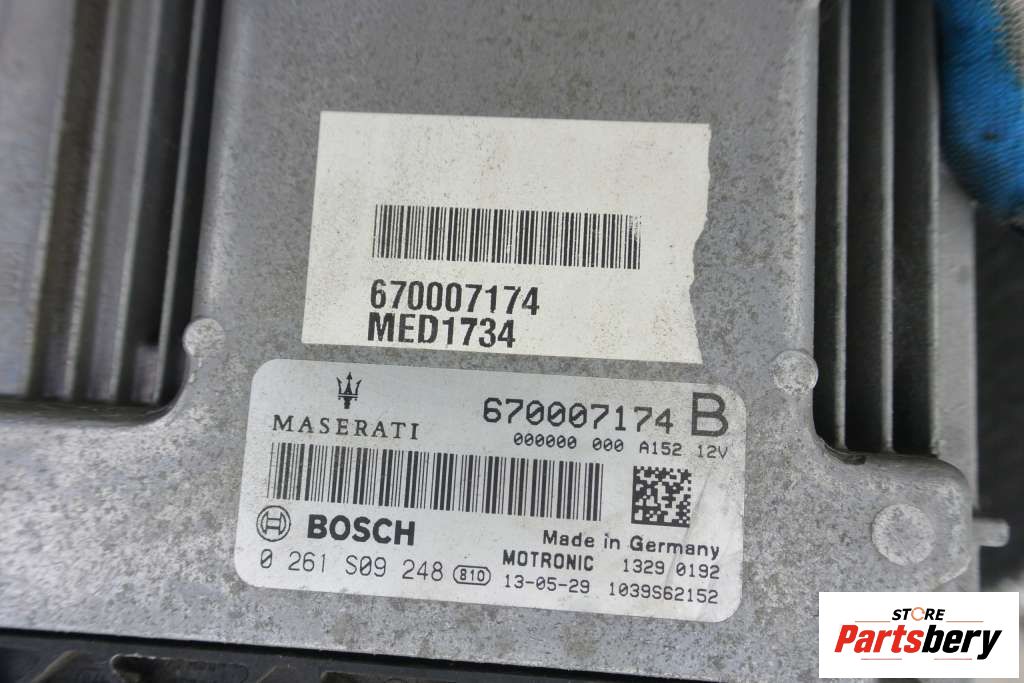 670007174
MED1734
MASERATI
670007174 B
000000 000 A152 12V
BOSCH
Made in Germany
MOTRONIC 1329 0192
0 261 S09 248 810 13-05-29 1039S62152
STORE
Partsbery